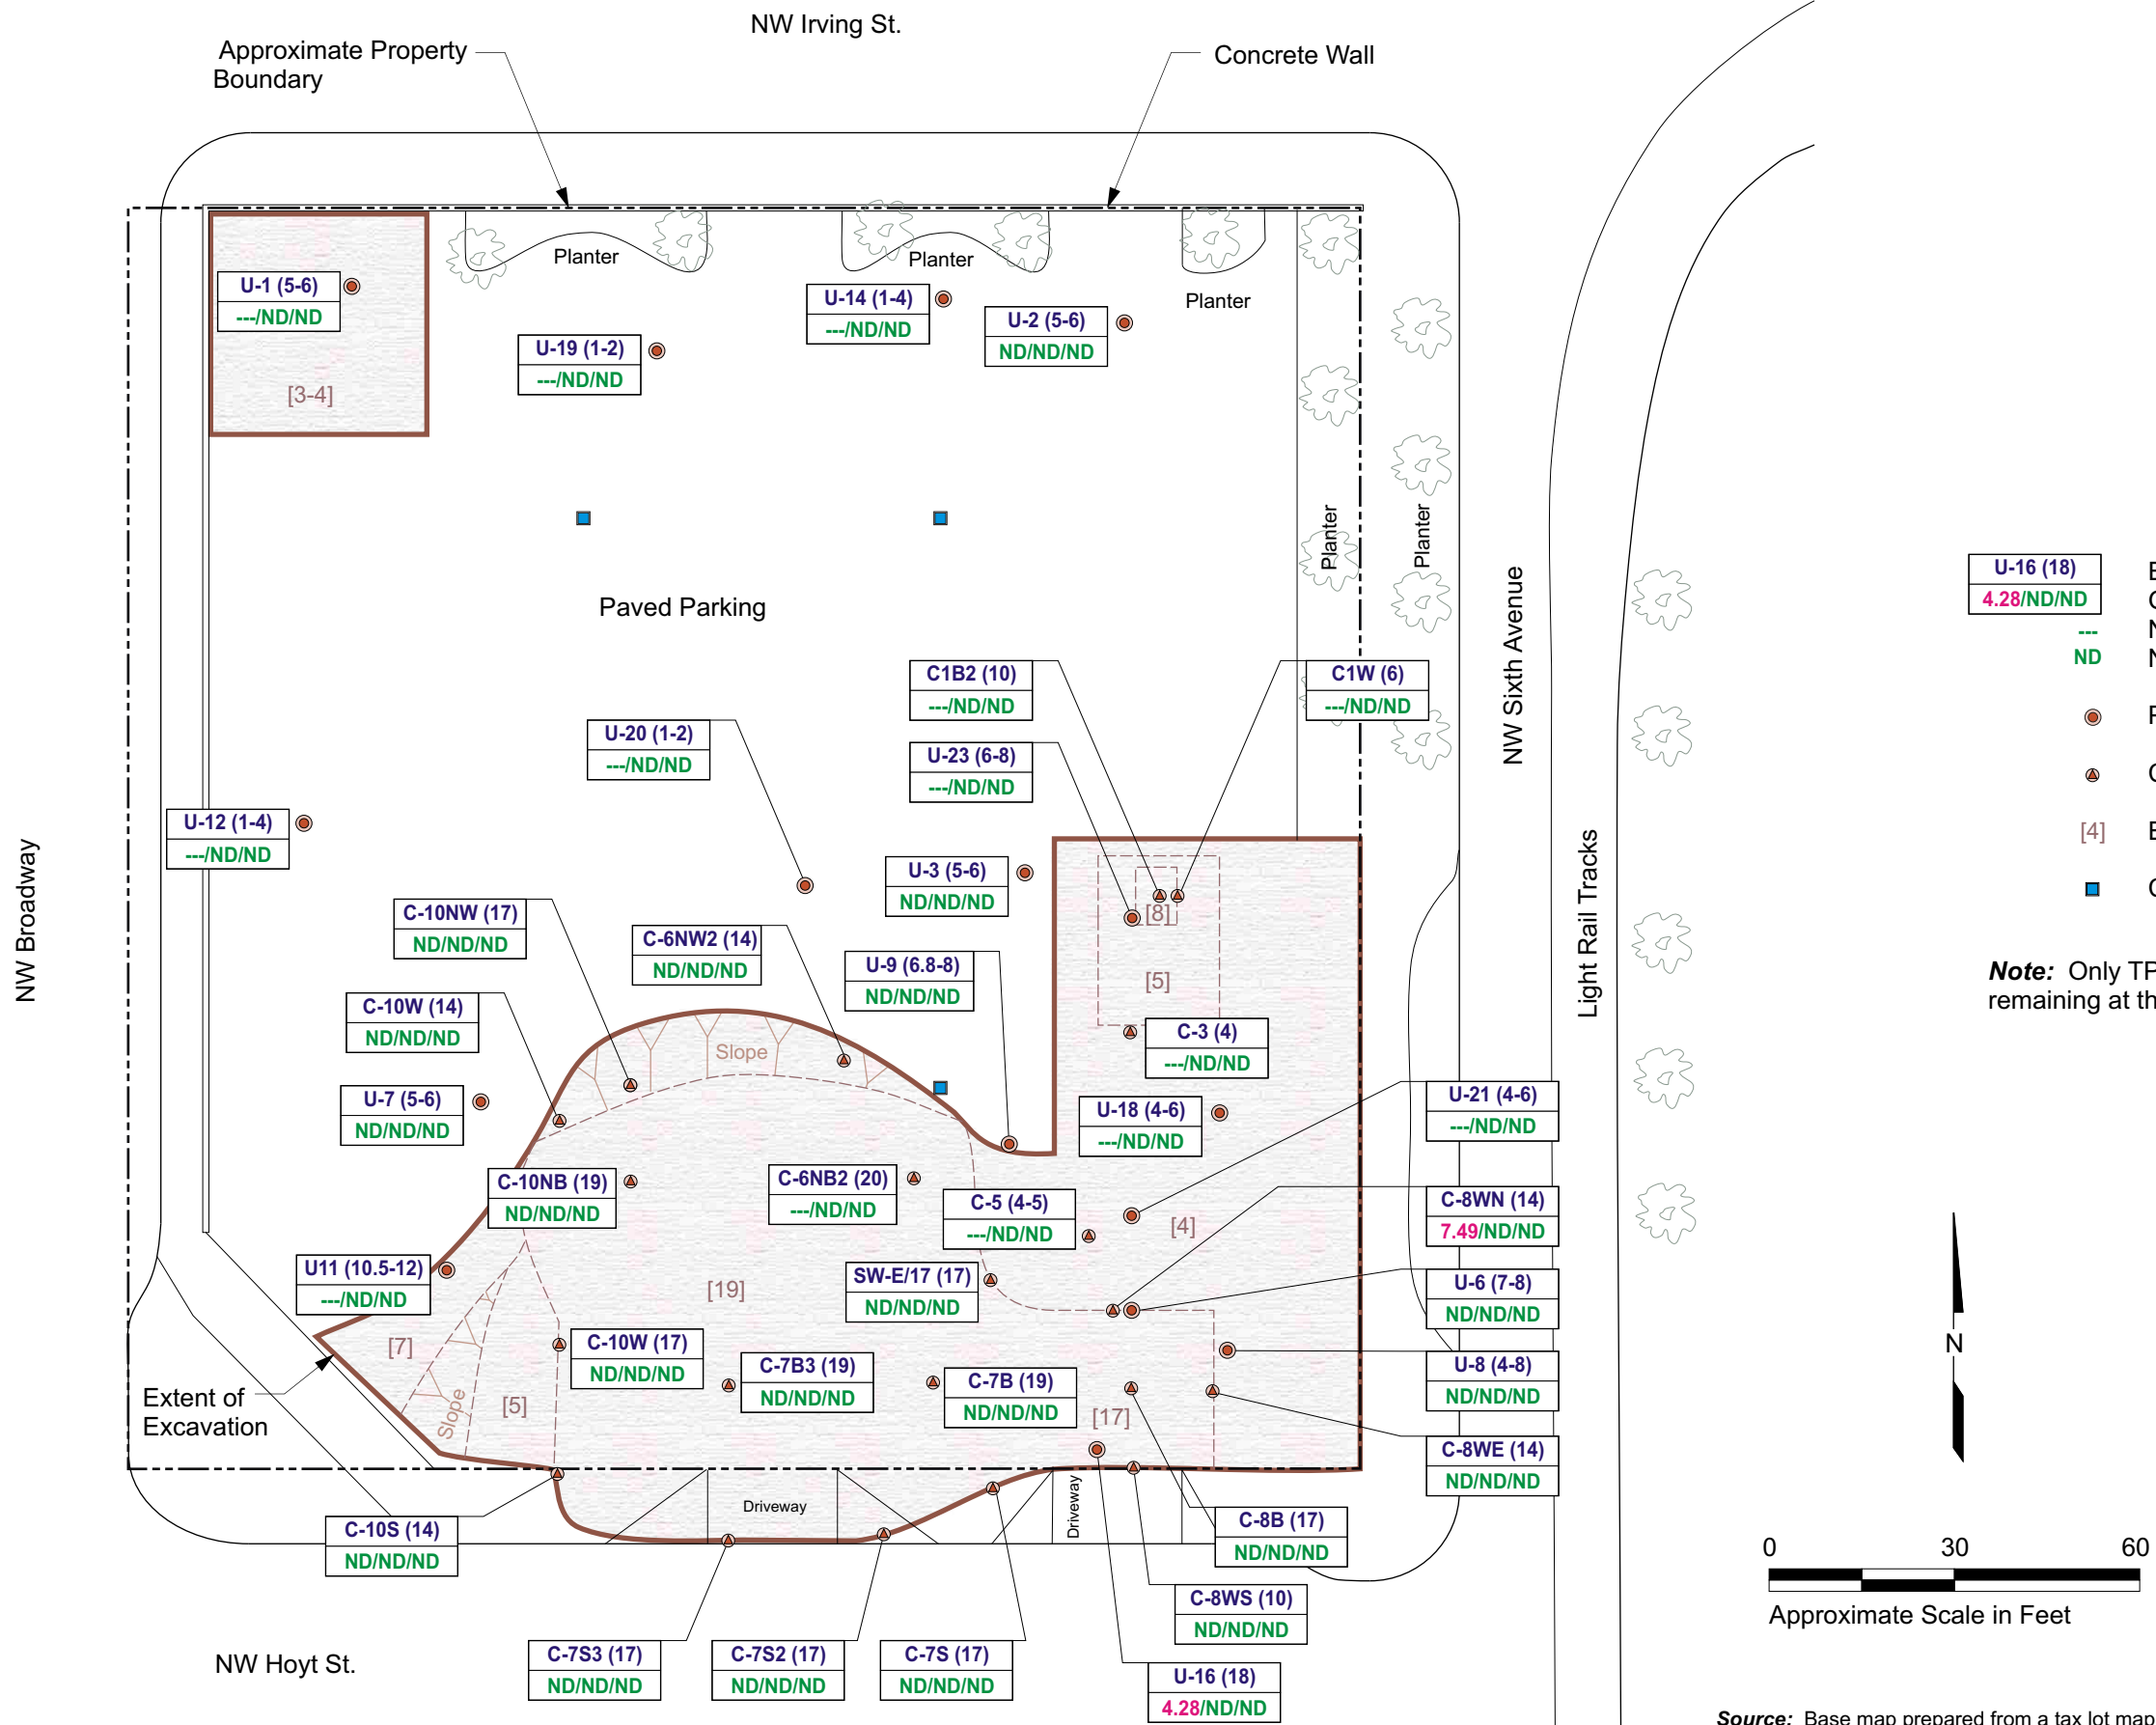 NW Irving St.
Approximate Property
Boundary
Concrete Wall
Planter
Planter
Planter
Planter
Planter
U-1 (5-6)
---/ND/ND
[3-4]
U-19 (1-2)
---/ND/ND
U-14 (1-4)
---/ND/ND
U-2 (5-6)
ND/ND/ND
Paved Parking
NW Sixth Avenue
Light Rail Tracks
NW Broadway
C1B2 (10)
---/ND/ND
C1W (6)
---/ND/ND
U-20 (1-2)
---/ND/ND
U-23 (6-8)
---/ND/ND
U-12 (1-4)
---/ND/ND
U-3 (5-6)
ND/ND/ND
C-10NW (17)
ND/ND/ND
C-6NW2 (14)
ND/ND/ND
U-9 (6.8-8)
ND/ND/ND
[8]
[5]
C-10W (14)
ND/ND/ND
Slope
C-3 (4)
---/ND/ND
U-7 (5-6)
ND/ND/ND
U-18 (4-6)
---/ND/ND
U-21 (4-6)
---/ND/ND
C-10NB (19)
ND/ND/ND
C-6NB2 (20)
---/ND/ND
C-5 (4-5)
---/ND/ND
[4]
C-8WN (14)
7.49/ND/ND
U11 (10.5-12)
---/ND/ND
[19]
SW-E/17 (17)
ND/ND/ND
U-6 (7-8)
ND/ND/ND
[7]
C-10W (17)
ND/ND/ND
C-7B3 (19)
ND/ND/ND
C-7B (19)
ND/ND/ND
U-8 (4-8)
ND/ND/ND
Extent of
Excavation
Slope
[5]
[17]
C-8WE (14)
ND/ND/ND
Driveway
Driveway
C-10S (14)
ND/ND/ND
C-8B (17)
ND/ND/ND
C-8WS (10)
ND/ND/ND
C-7S3 (17)
ND/ND/ND
C-7S2 (17)
ND/ND/ND
C-7S (17)
ND/ND/ND
U-16 (18)
4.28/ND/ND
NW Hoyt St.
U-16 (18)
4.28/ND/ND
---
ND
[4]
Note: Only TP
remaining at th
N
0 30 60
Approximate Scale in Feet
Source: Base map prepared from a tax lot map